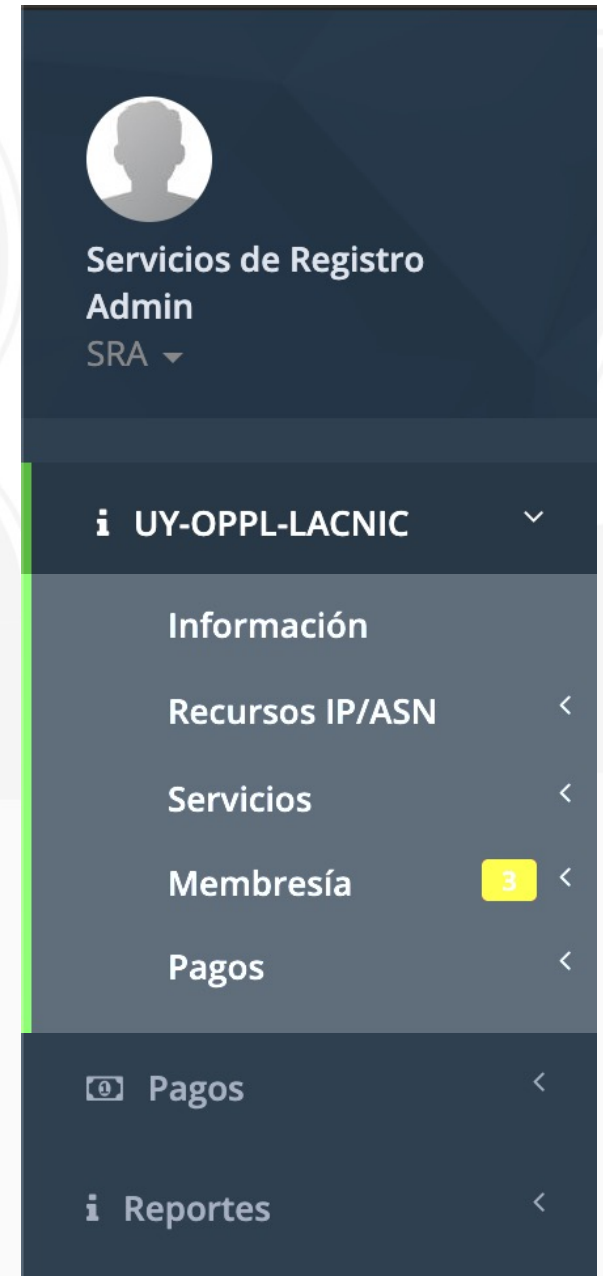 Servicios de Registro
Admin
SRA
UY-OPPL-LACNIC
Información
Recursos IP/ASN
Servicios
Membresía 3
Pagos
Pagos
Reportes